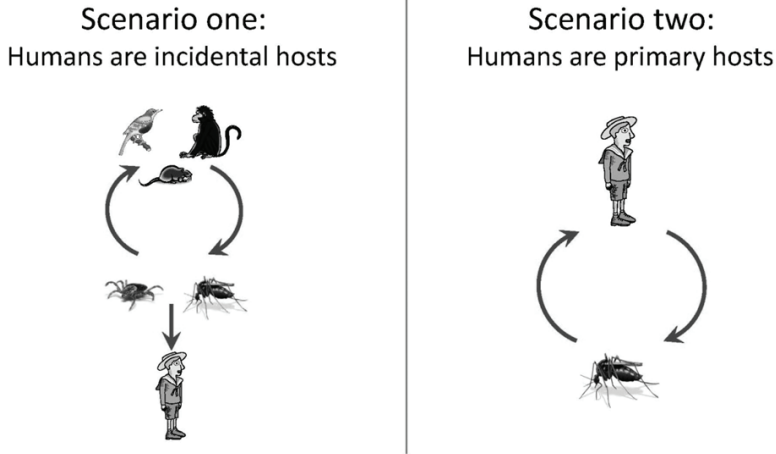 Scenario one:
Humans are incidental hosts
Scenario two:
Humans are primary hosts